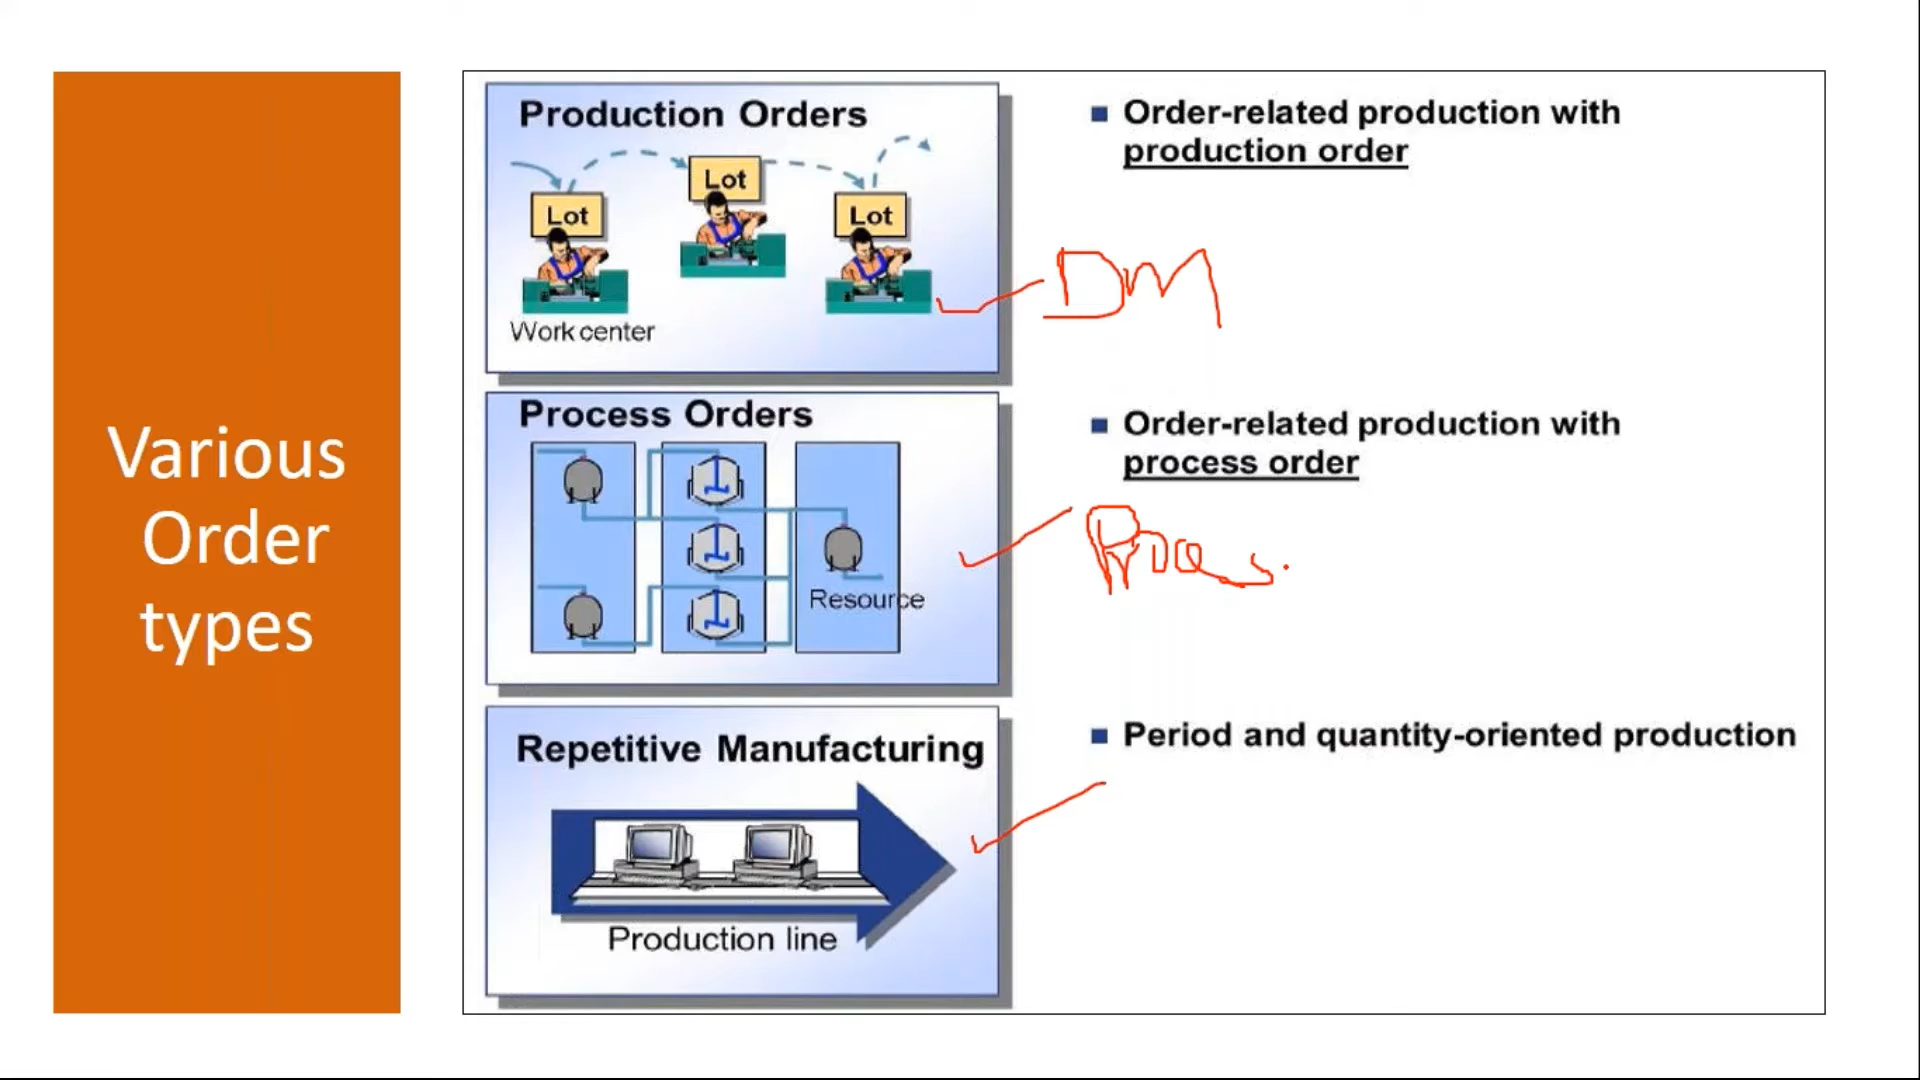 Various
Order
types
Production Orders
Lot
Lot
Lot
Work center
Order-related production with
production order
DM
Process Orders
Resource
Order-related production with
process order
Repetitive Manufacturing
Production line
Period and quantity-oriented production